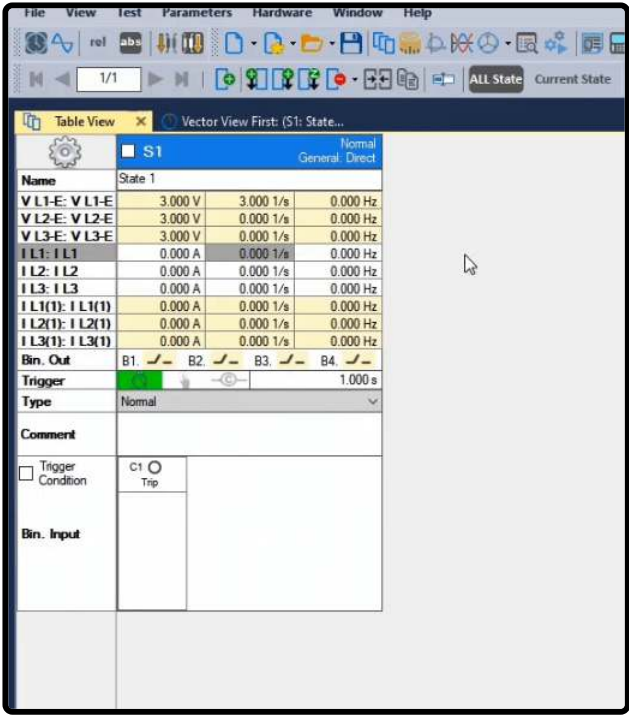 File View Test Parameters Hardware Window Help
rel abs
1/1 ALL State Current State
Table View × Vector View First: (S1: State...
S1 Normal
General: Direct
Name State 1
V L1-E: V L1-E 3.000 V 3.000 1/s 0.000 Hz
V L2-E: V L2-E 3.000 V 0.000 1/s 0.000 Hz
V L3-E: V L3-E 3.000 V 0.000 1/s 0.000 Hz
I L1: I L1 0.000 A 0.000 1/s 0.000 Hz
I L2: I L2 0.000 A 0.000 1/s 0.000 Hz
I L3: I L3 0.000 A 0.000 1/s 0.000 Hz
I L1(1): I L1(1) 0.000 A 0.000 1/s 0.000 Hz
I L2(1): I L2(1) 0.000 A 0.000 1/s 0.000 Hz
I L3(1): I L3(1) 0.000 A 0.000 1/s 0.000 Hz
Bin. Out B1. B2. B3. B4.
Trigger C 1.000 s
Type Normal
Comment
Trigger
Condition
C1
Trip
Bin. Input